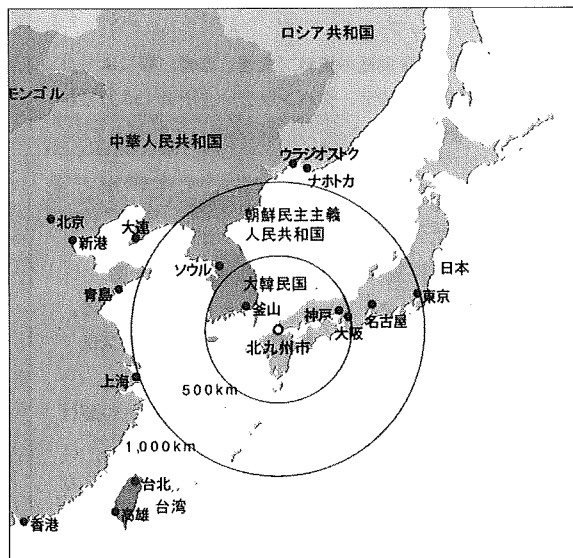 ロシア共和国
モンゴル
中華人民共和国
ウラジオストク
ナホトカ
北京
新港
大連
朝鮮民主主義
人民共和国
ソウル
大韓民国
日本
青島
釜山
神戸
大阪
名古屋
東京
北九州市
上海
500km
1,000km
台北
台湾
高雄
香港